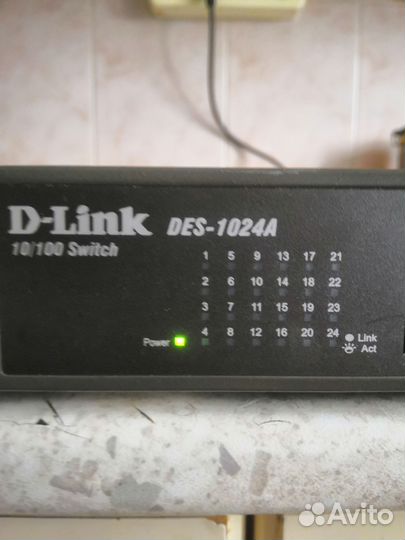 D-Link DES-1024A
10/100 Switch
1 5 9 13 17 21
2 6 10 14 18 22
3 7 11 15 19 23
Power 4 8 12 16 20 24 Link
Act
Avito